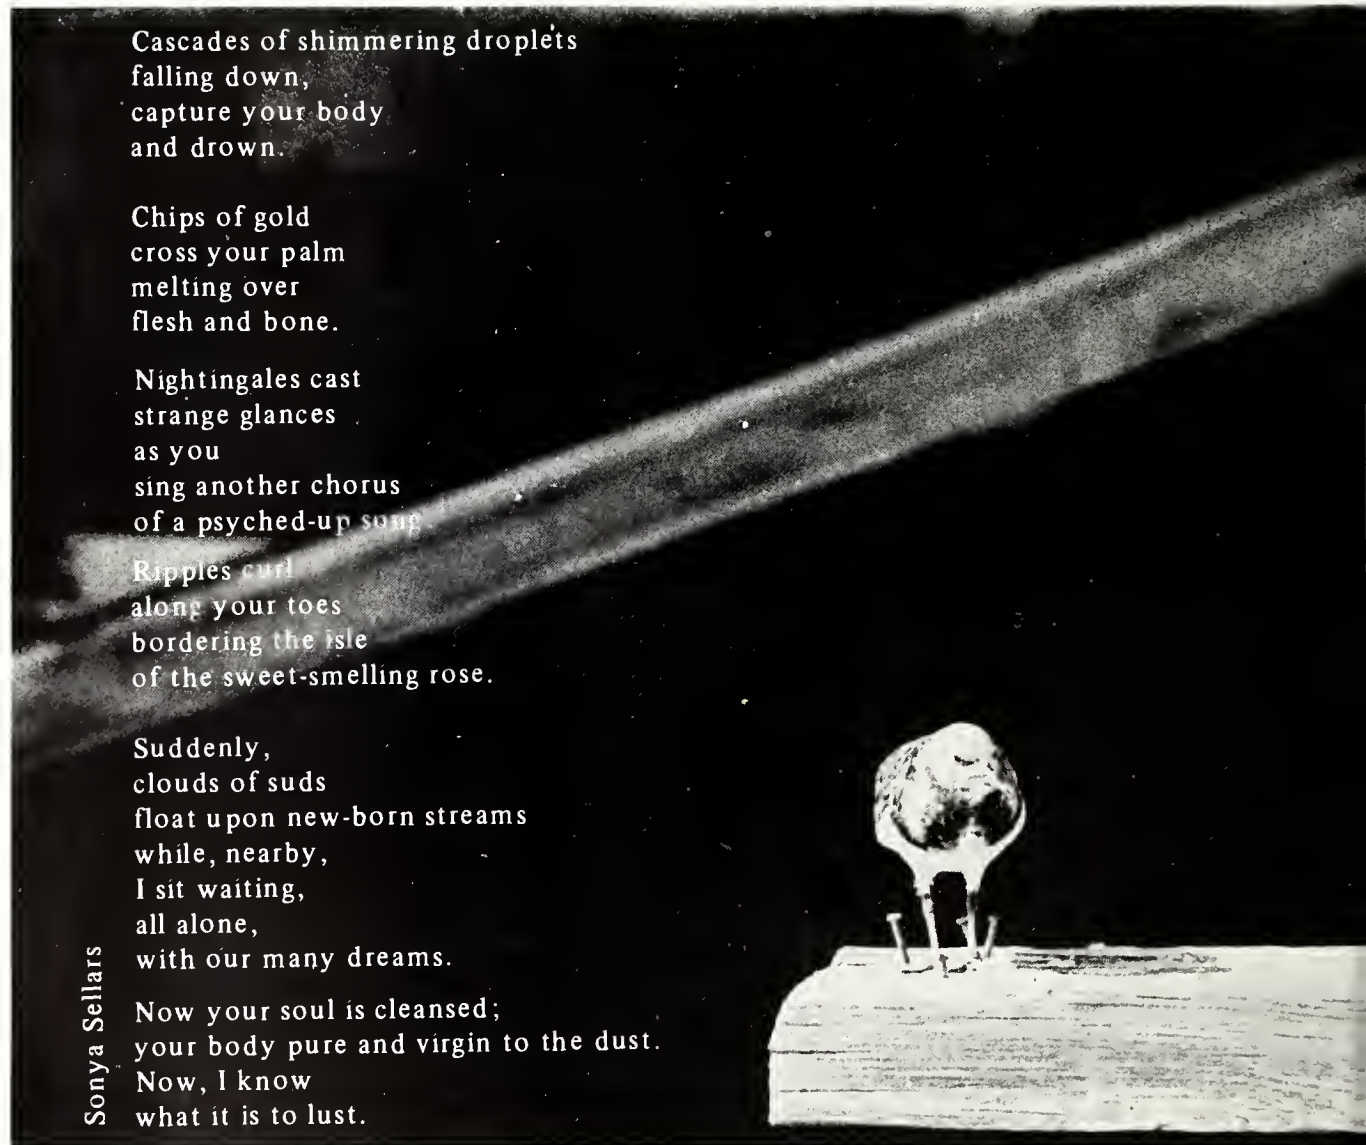 Cascades of shimmering droplets
falling down,
capture your body
and drown.
Chips of gold
cross your palm
melting over
flesh and bone.
Nightingales cast
strange glances
as you
sing another chorus
of a psyched-up song.
Ripples curl
along your toes
bordering the isle
of the sweet-smelling rose.
Suddenly,
clouds of suds
float upon new-born streams
while, nearby,
I sit waiting,
all alone,
with our many dreams.
Now your soul is cleansed;
your body pure and virgin to the dust.
Now, I know
what it is to lust.
Sonya Sellars